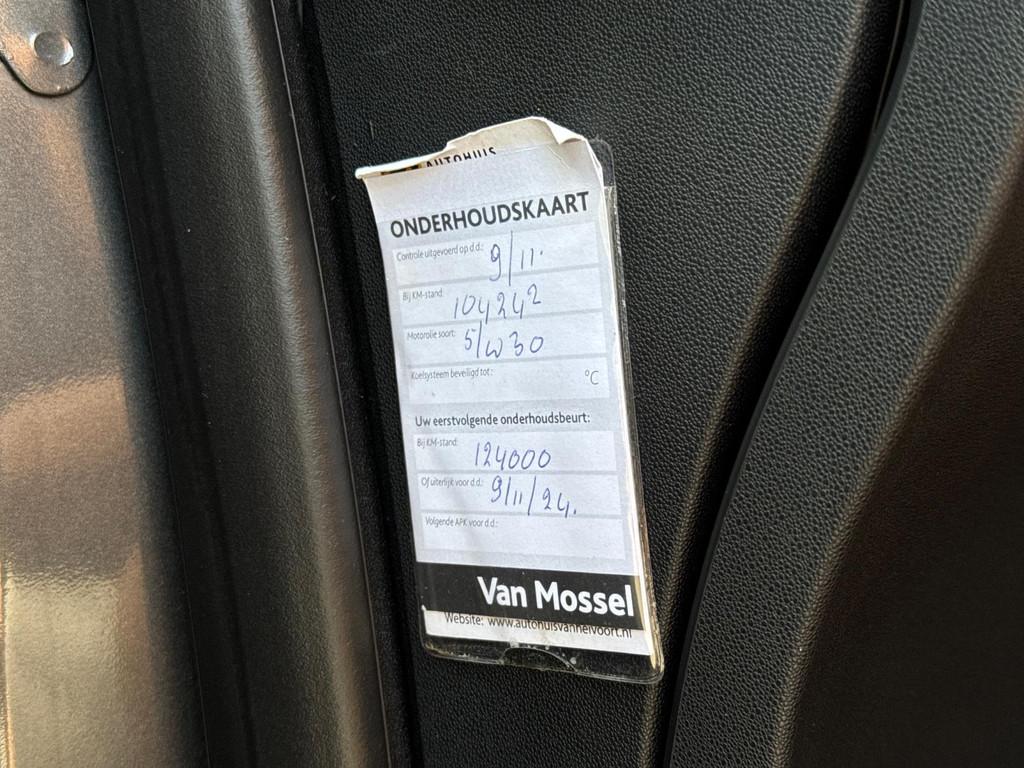 AUTOHUIS
ONDERHOUDSKAART
Controle uitgevoerd op d.d.: 9/11.
Bij KM-stand: 104242
Motorolie soort: 5/W30
Koelsysteem beveiligd tot: °C
Uw eerstvolgende onderhoudsbeurt:
Bij KM-stand: 124000
Of uiterlijk voor d.d.: 9/11/24.
Volgende APK voor d.d.:
Van Mossel
Website: www.autohuisvanhelvoort.nl